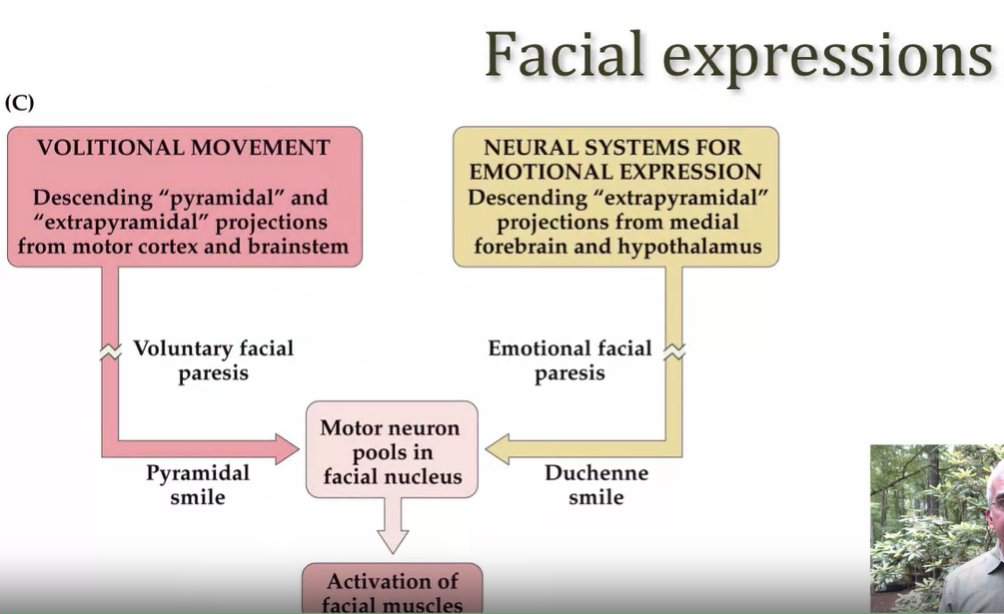 Facial expressions
(C)
VOLITIONAL MOVEMENT
Descending “pyramidal” and
“extrapyramidal” projections
from motor cortex and brainstem
NEURAL SYSTEMS FOR
EMOTIONAL EXPRESSION
Descending “extrapyramidal”
projections from medial
forebrain and hypothalamus
Voluntary facial
paresis
Emotional facial
paresis
Motor neuron
pools in
facial nucleus
Pyramidal
smile
Duchenne
smile
Activation of
facial muscles